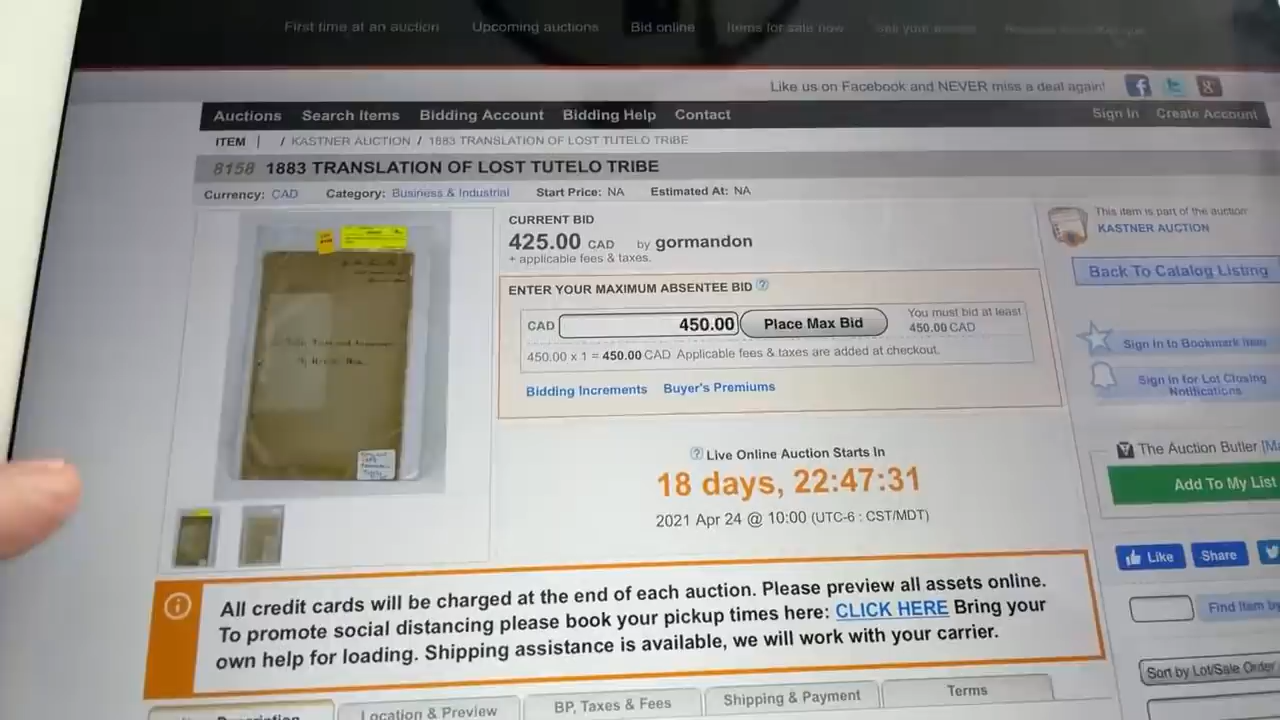 First time at an auction Upcoming auctions Bid online Items for sale now Sell your assets
Like us on Facebook and NEVER miss a deal again!
Auctions Search Items Bidding Account Bidding Help Contact Sign In Create Account
ITEM | / KASTNER AUCTION / 1883 TRANSLATION OF LOST TUTELO TRIBE
8158 1883 TRANSLATION OF LOST TUTELO TRIBE
Currency: CAD Category: Business & Industrial Start Price: NA Estimated At: NA
CURRENT BID
425.00 CAD by gormandon
+ applicable fees & taxes.
ENTER YOUR MAXIMUM ABSENTEE BID
CAD 450.00 Place Max Bid
You must bid at least
450.00 CAD
450.00 x 1 = 450.00 CAD Applicable fees & taxes are added at checkout.
Bidding Increments Buyer's Premiums
Live Online Auction Starts In
18 days, 22:47:31
2021 Apr 24 @ 10:00 (UTC-6 : CST/MDT)
This item is part of the auction
KASTNER AUCTION
Back To Catalog Listing
Sign in to Bookmark item
Sign in for Lot Closing
Notifications
The Auction Butler
Add To My List
Like Share
Find Item by
Sort by Lot/Sale Order
All credit cards will be charged at the end of each auction. Please preview all assets online.
To promote social distancing please book your pickup times here: CLICK HERE Bring your
own help for loading. Shipping assistance is available, we will work with your carrier.
Description Location & Preview BP, Taxes & Fees Shipping & Payment Terms